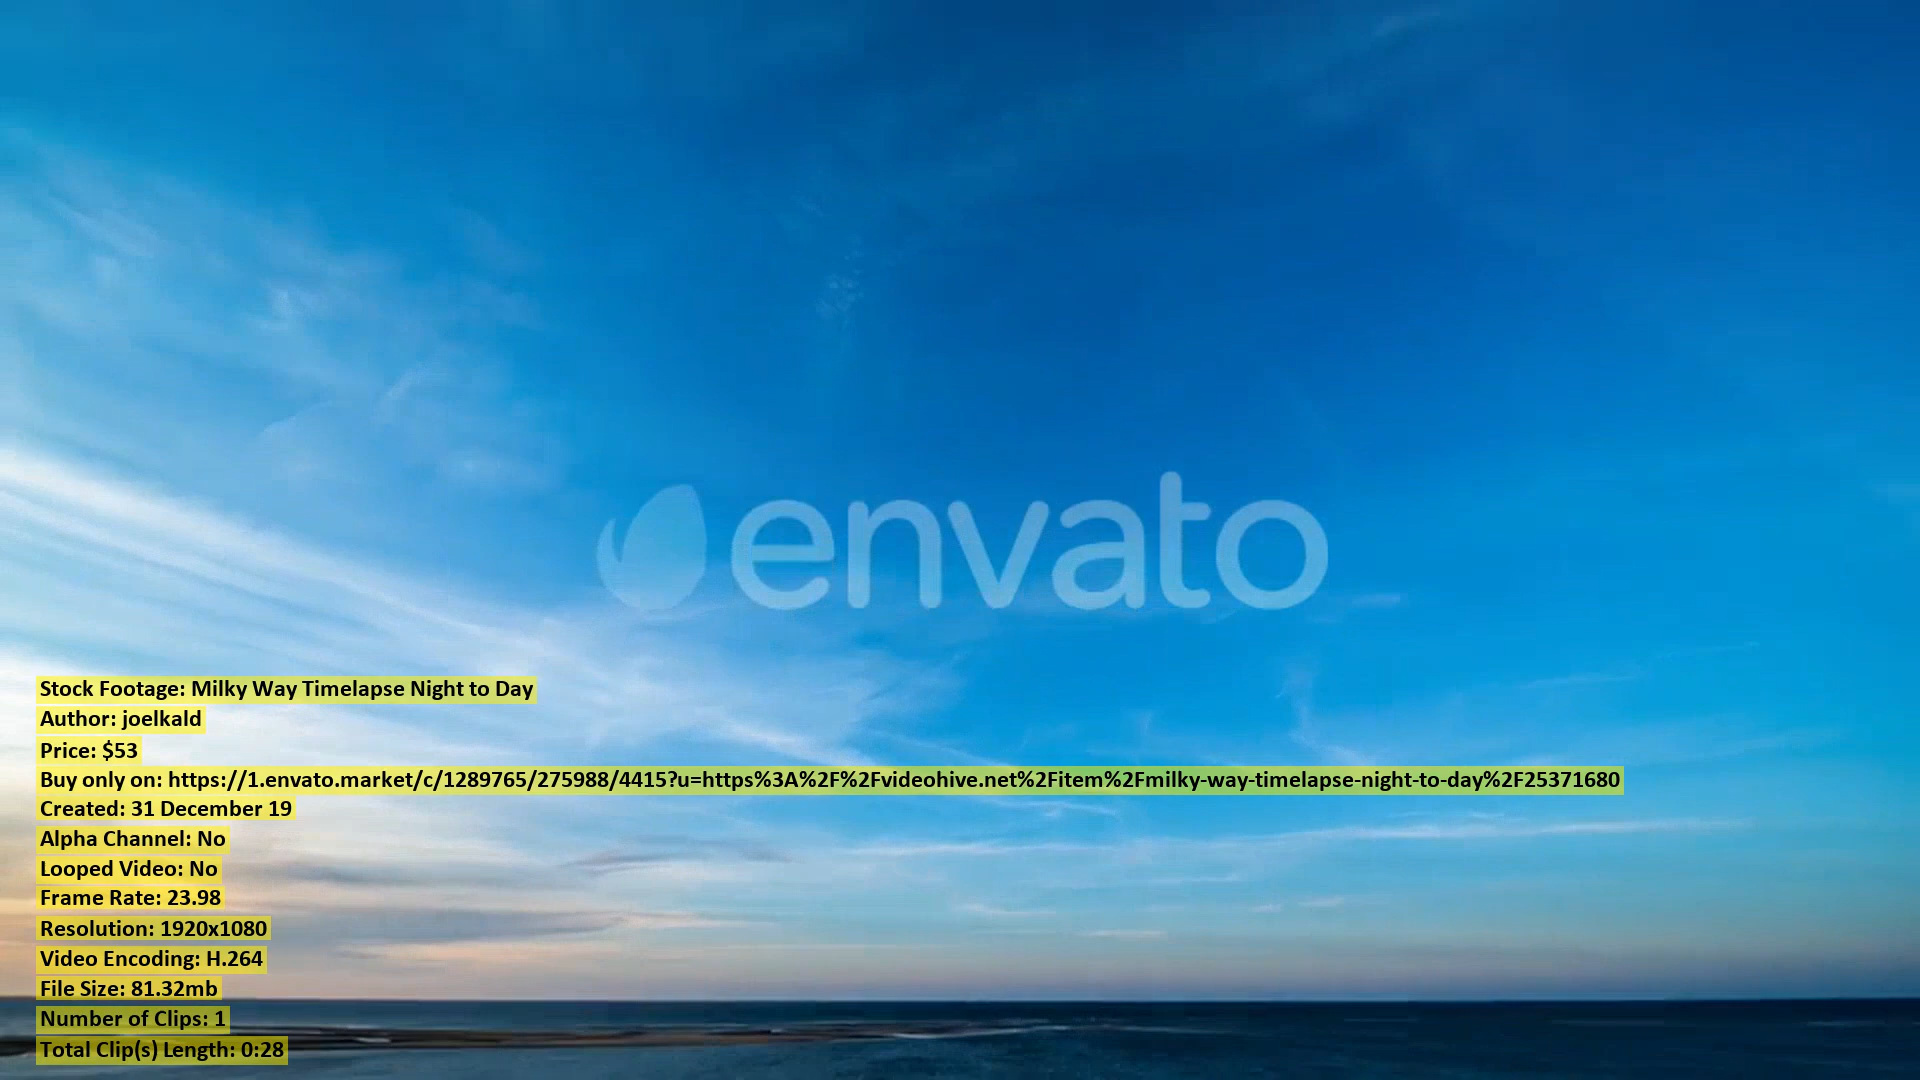 envato
Stock Footage: Milky Way Timelapse Night to Day
Author: joelkald
Price: $53
Buy only on: https://1.envato.market/c/1289765/275988/4415?u=https%3A%2F%2Fvideohive.net%2Fitem%2Fmilky-way-timelapse-night-to-day%2F25371680
Created: 31 December 19
Alpha Channel: No
Looped Video: No
Frame Rate: 23.98
Resolution: 1920x1080
Video Encoding: H.264
File Size: 81.32mb
Number of Clips: 1
Total Clip(s) Length: 0:28